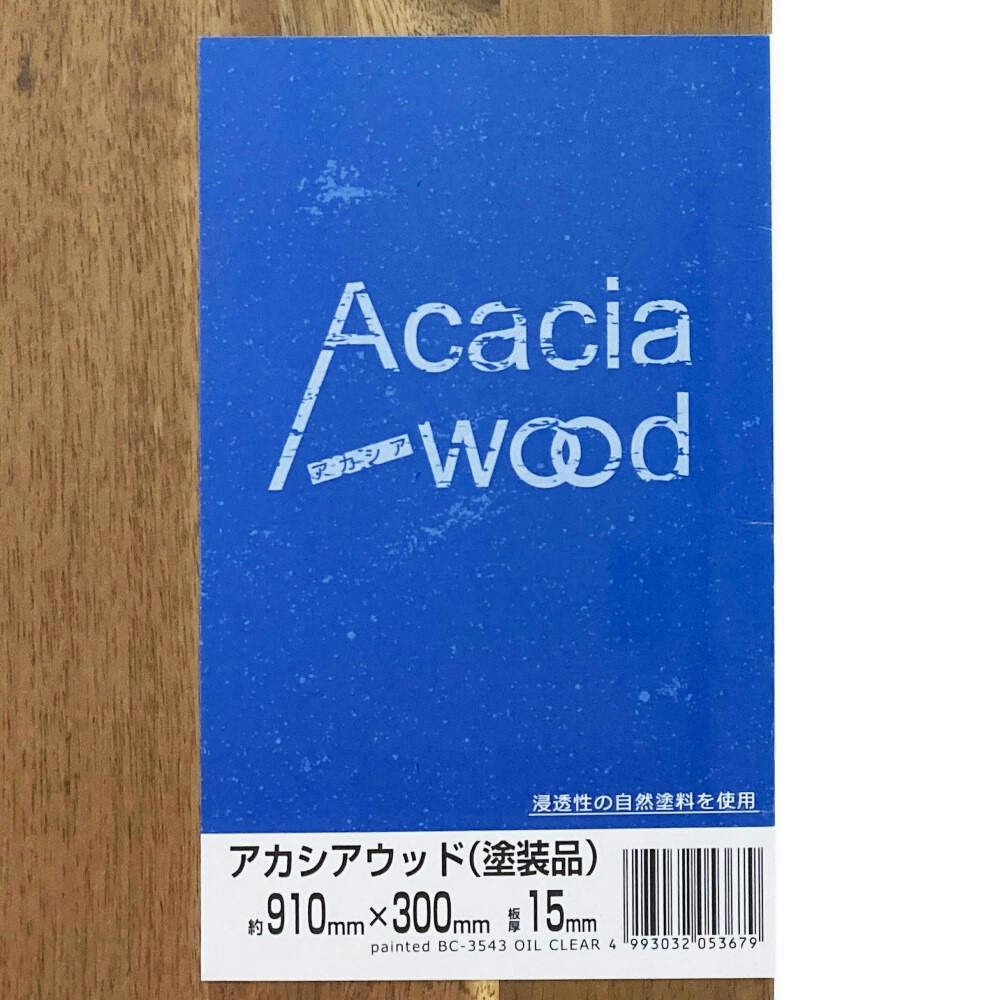 Acacia
アカシア
wood
浸透性の自然塗料を使用
アカシアウッド(塗装品)
約910mm×300mm 板厚15mm
painted BC-3543 OIL CLEAR 4 993032 053679